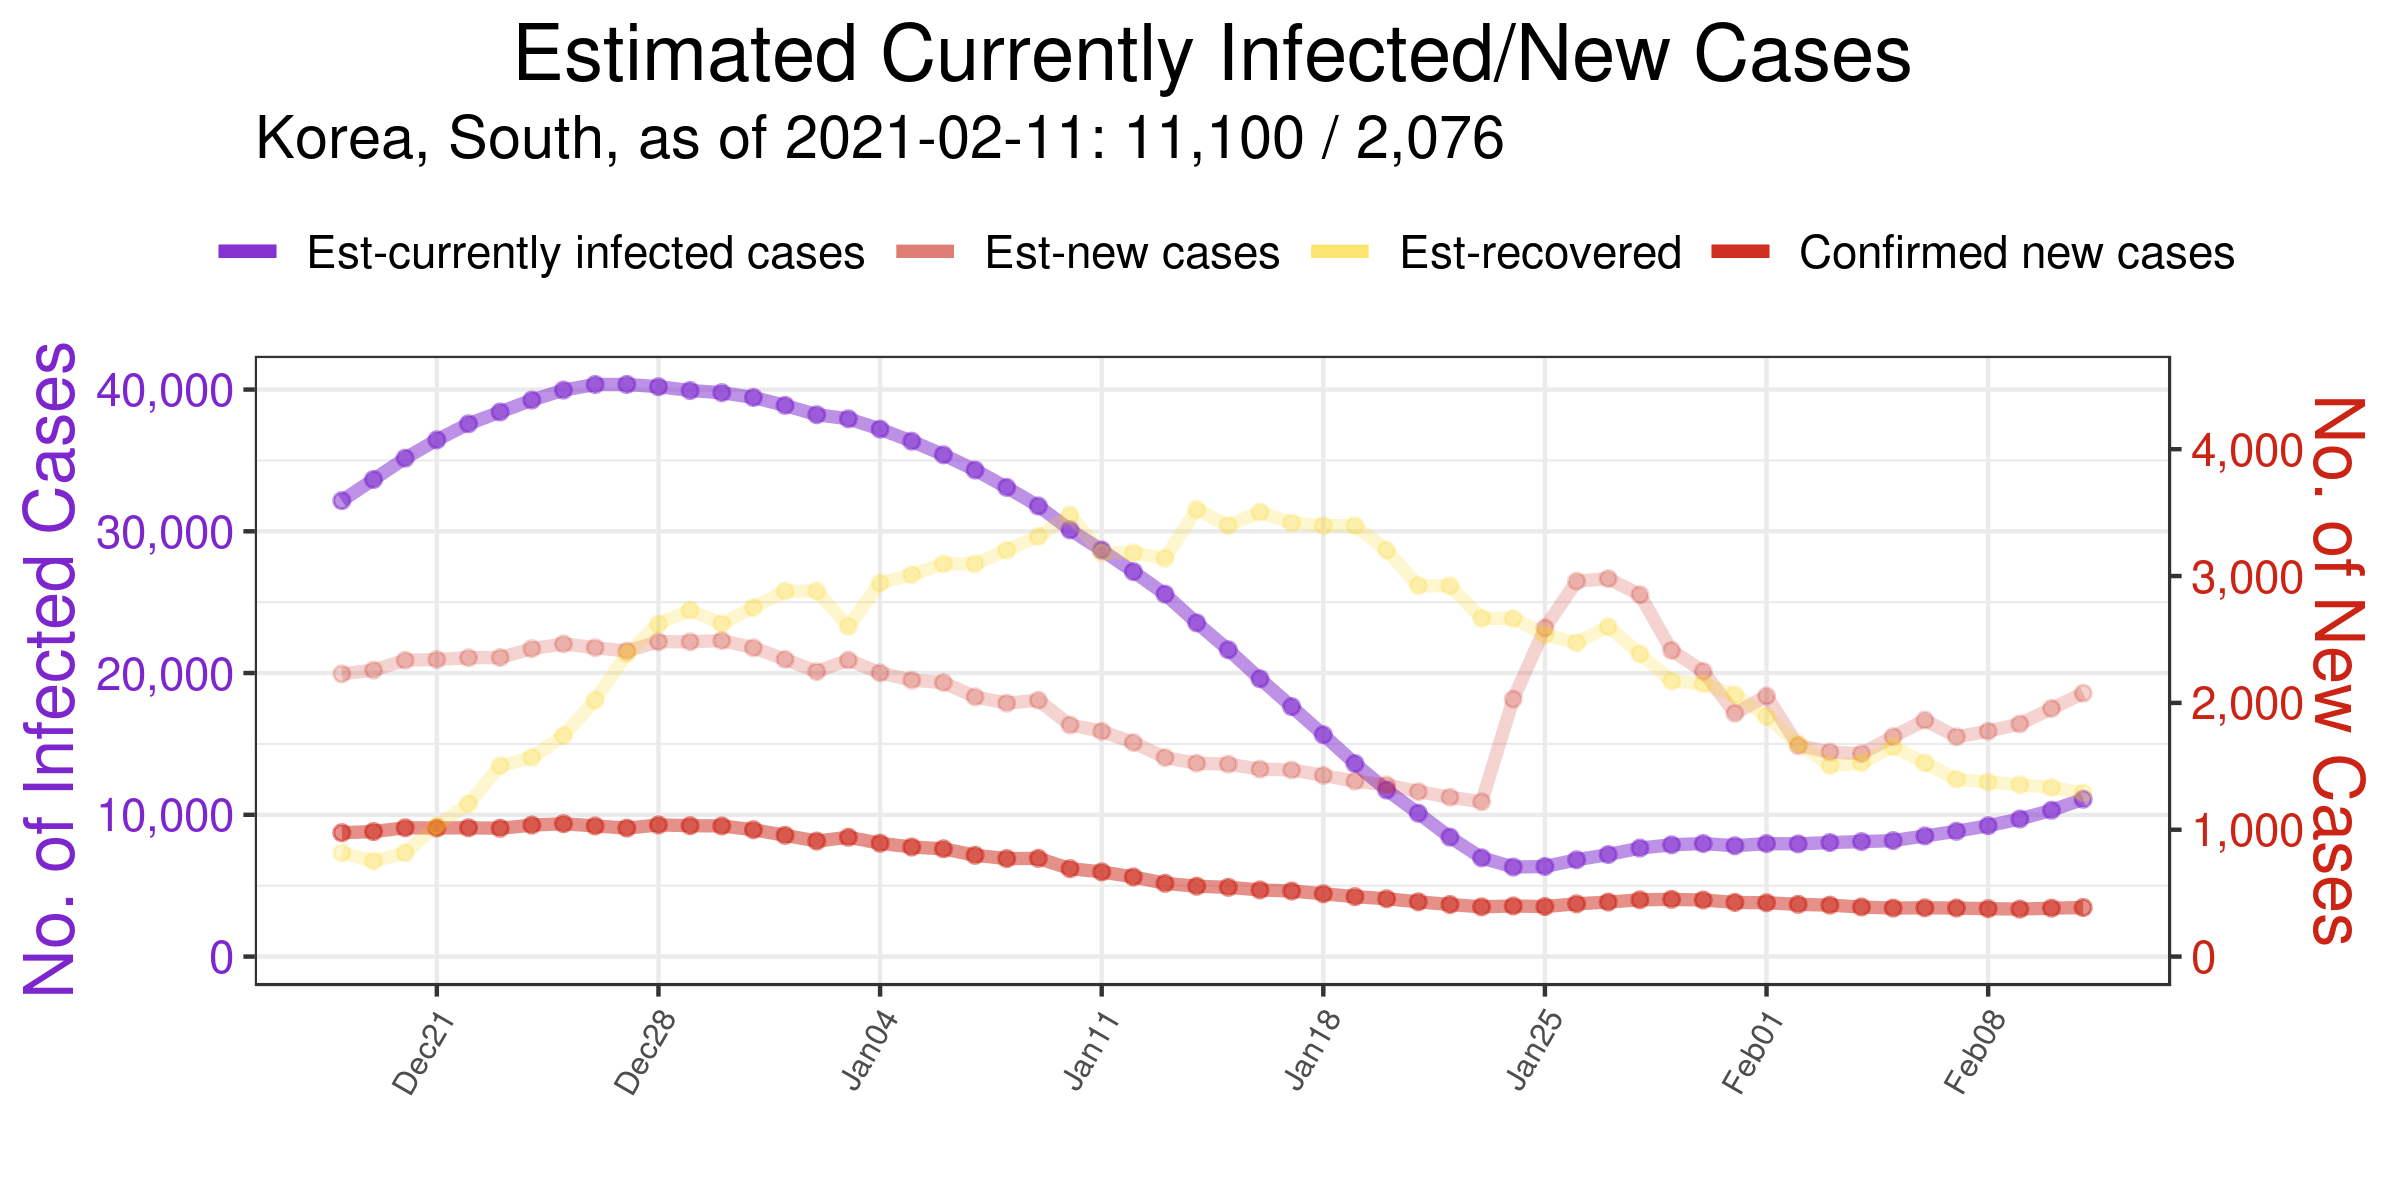 Estimated Currently Infected/New Cases
Korea, South, as of 2021-02-11: 11,100 / 2,076
Est-currently infected cases Est-new cases Est-recovered Confirmed new cases
No. of Infected Cases
40,000
30,000
20,000
10,000
0
No. of New Cases
4,000
3,000
2,000
1,000
0
Dec21 Dec28 Jan04 Jan11 Jan18 Jan25 Feb01 Feb08